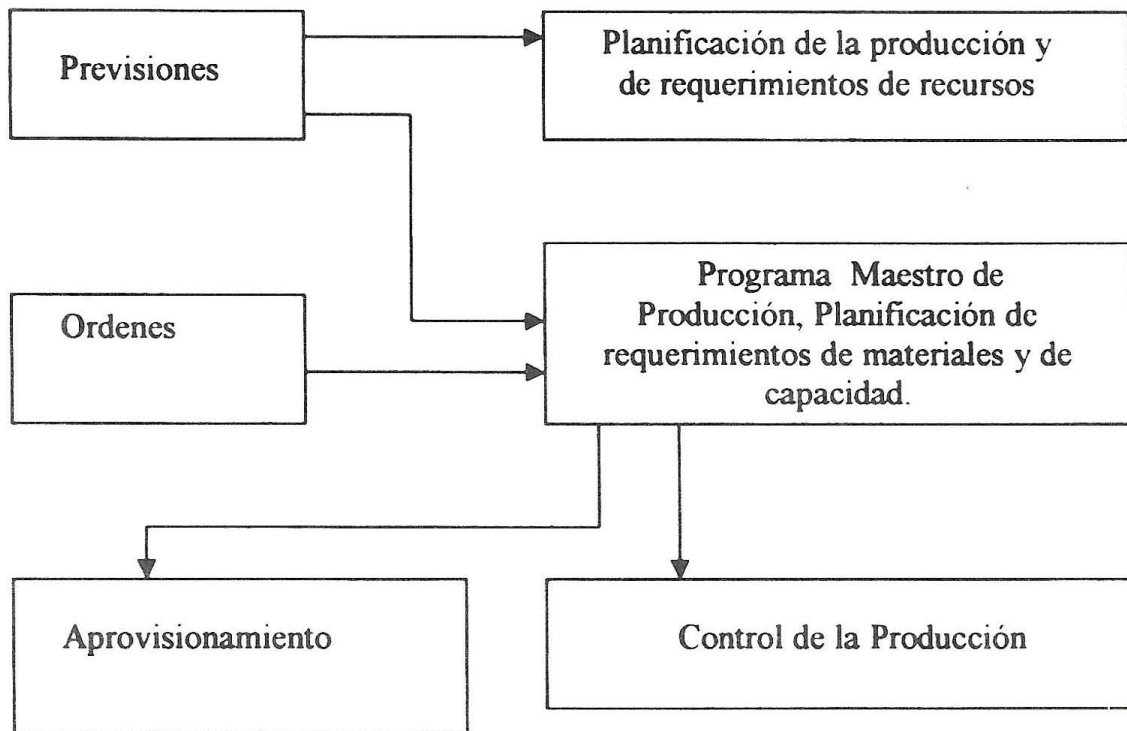 Previsiones
Planificación de la producción y
de requerimientos de recursos
Ordenes
Programa Maestro de
Producción, Planificación de
requerimientos de materiales y de
capacidad.
Aprovisionamiento
Control de la Producción